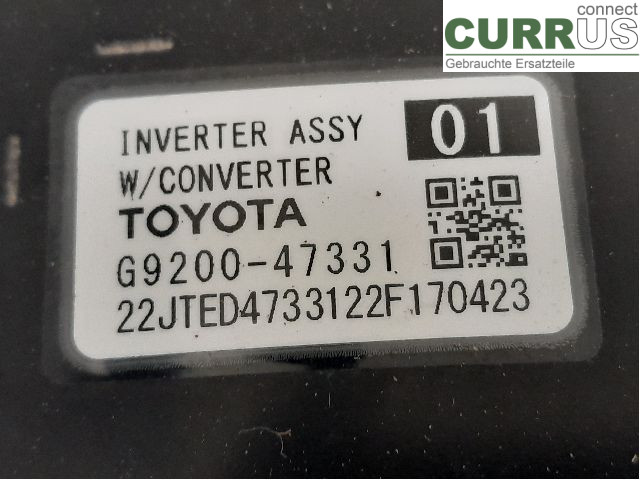 connect
CURRUS
Gebrauchte Ersatzteile
INVERTER ASSY
01
W/CONVERTER
TOYOTA
G9200-47331
22JTED4733122F170423